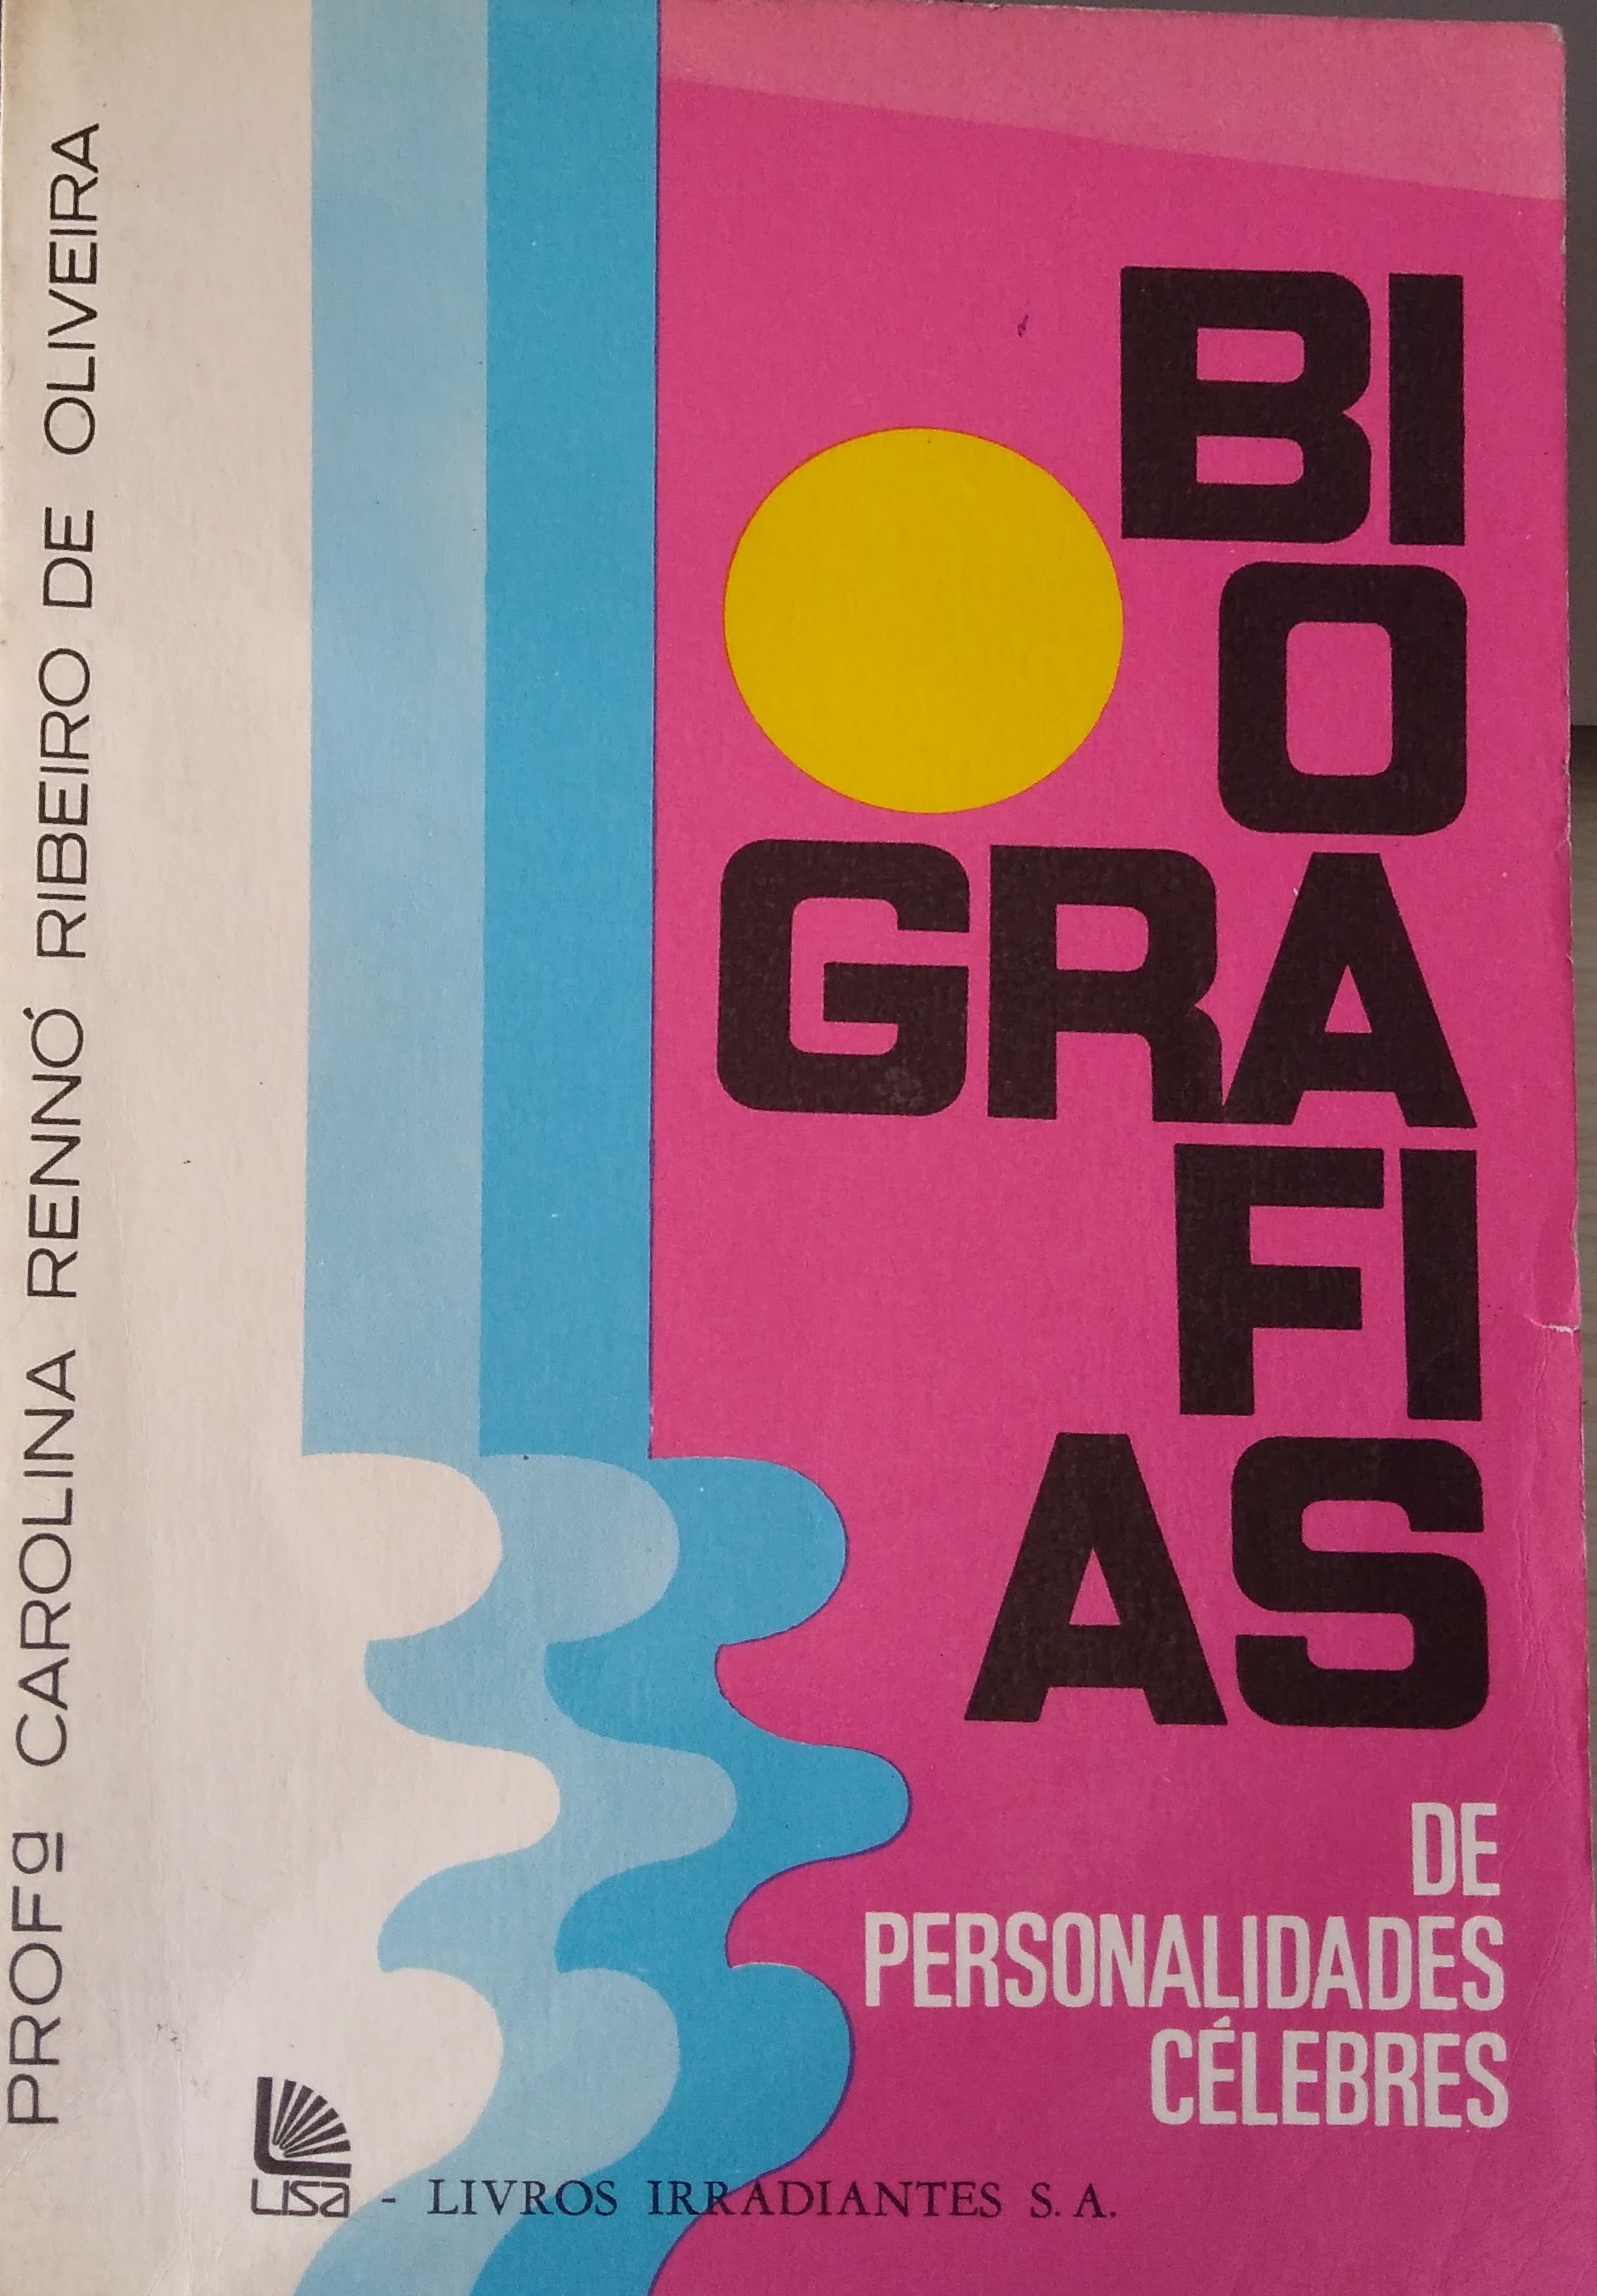 PROFª CAROLINA RENNÓ RIBEIRO DE OLIVEIRA
BI
O
GRA
FI
AS
DE
PERSONALIDADES
CÉLEBRES
LISA - LIVROS IRRADIANTES S.A.